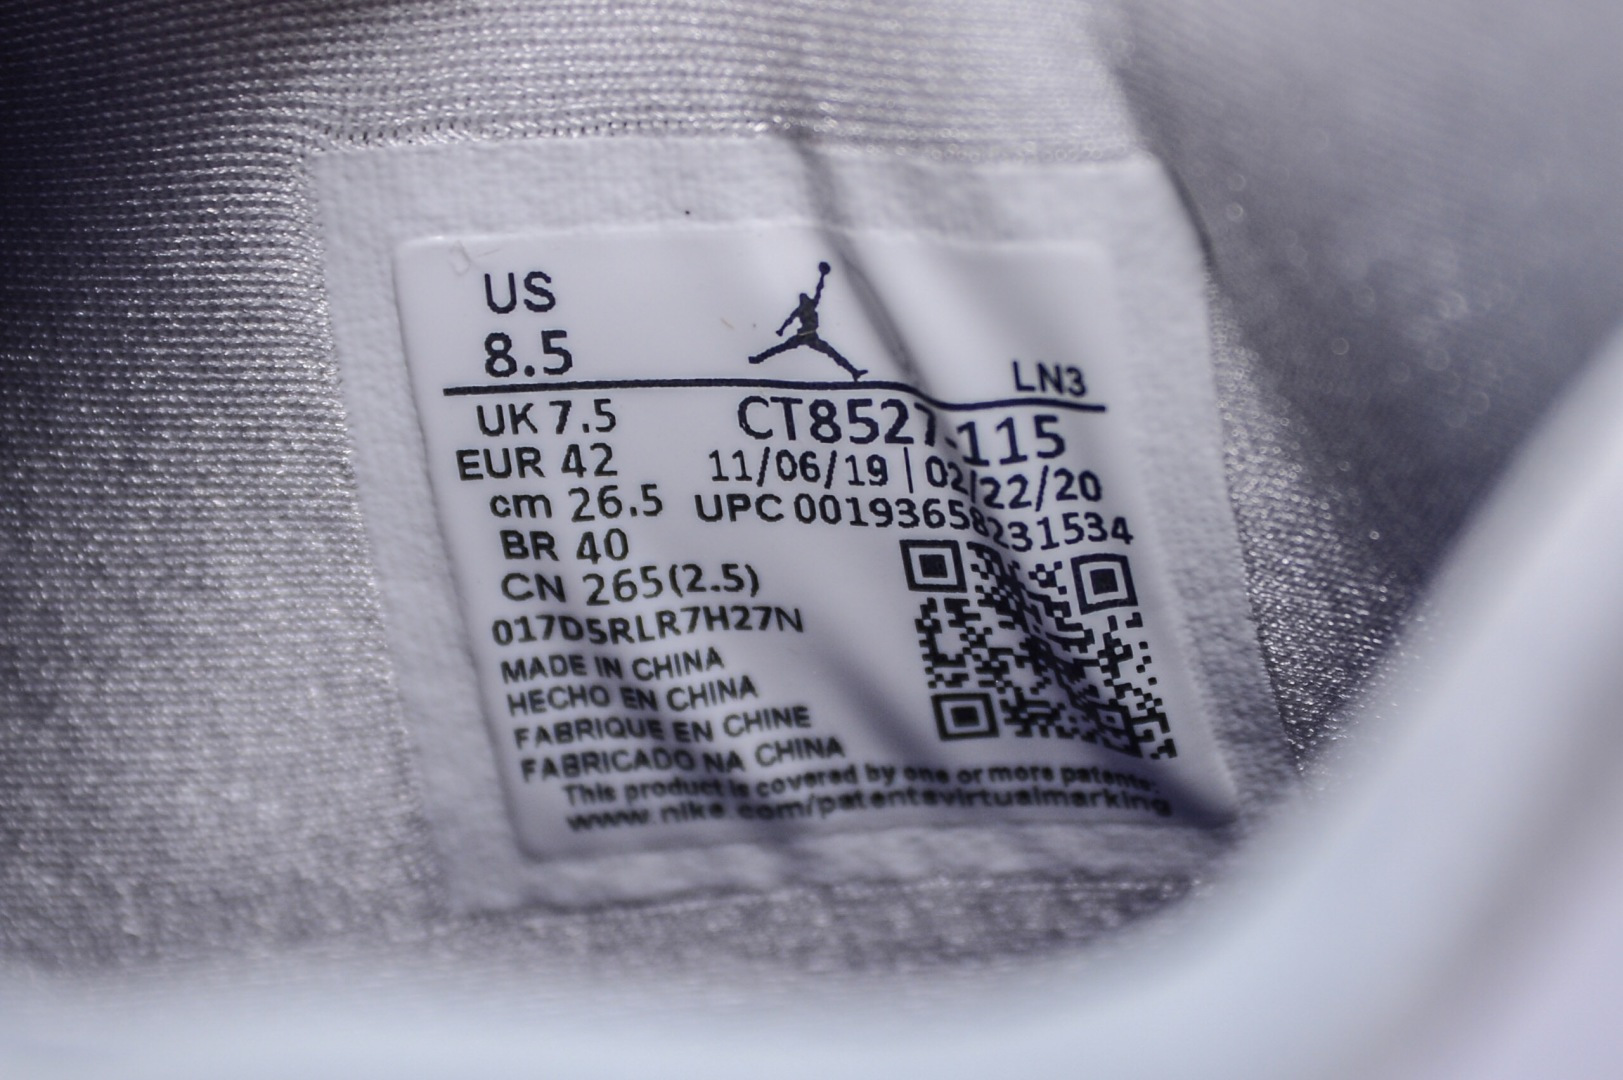 US
8.5
LN3
UK 7.5
CT8527-115
EUR 42
11/06/19 | 02/22/20
cm 26.5
UPC 00193658231534
BR 40
CN 265(2.5)
017D5RLR7H27N
MADE IN CHINA
HECHO EN CHINA
FABRIQUE EN CHINE
FABRICADO NA CHINA
This product is covered by one or more patents.
www.nike.com/patentsvirtualmarking